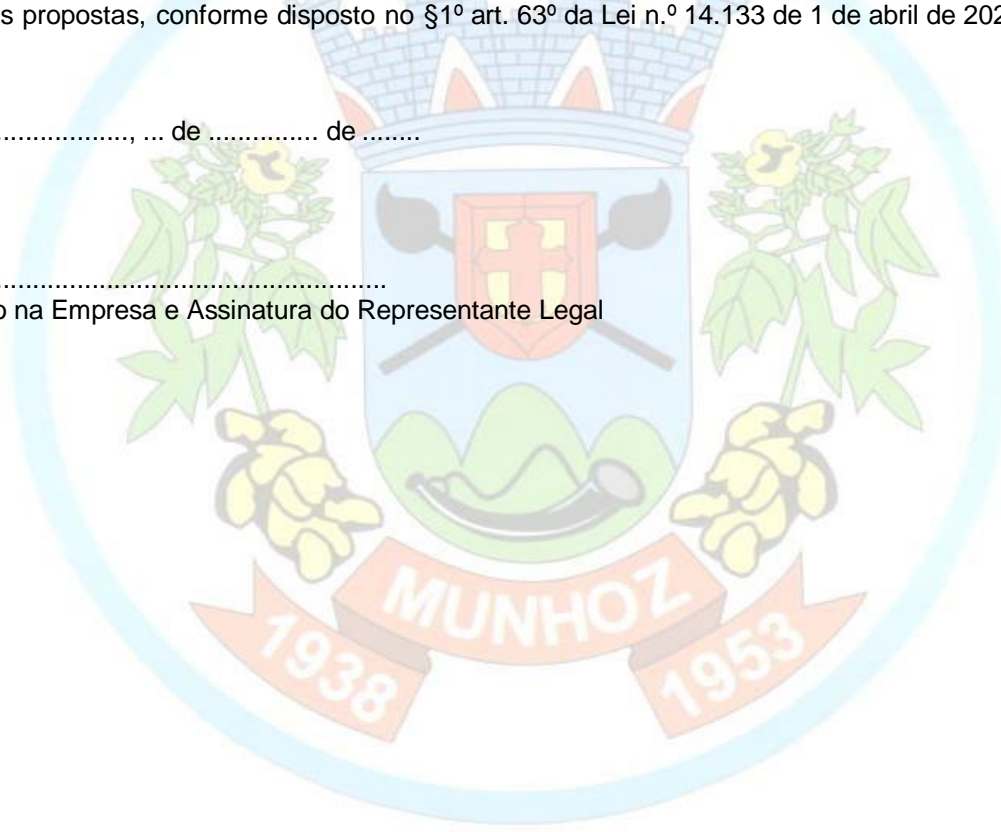 s propostas, conforme disposto no §1º art. 63º da Lei n.º 14.133 de 1 de abril de 202
..................., ... de ............... de ........
.....................................................
o na Empresa e Assinatura do Representante Legal
MUNHOZ
1938
1953